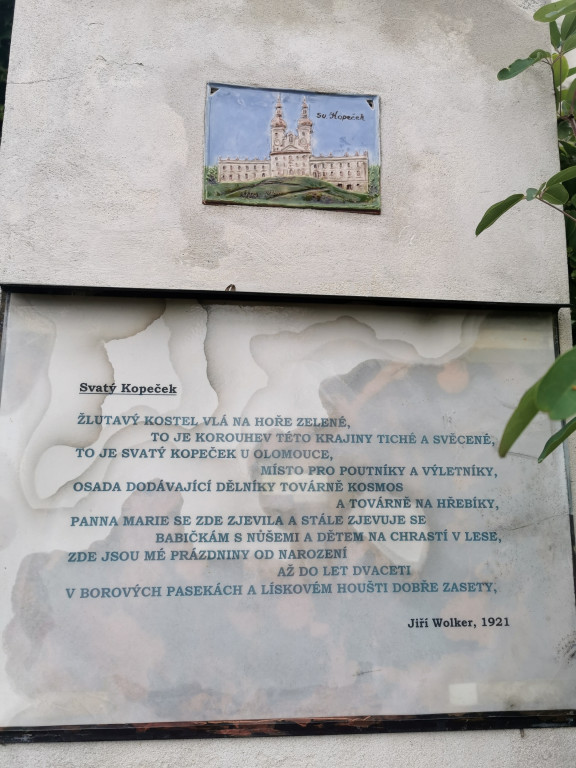 Sv. Kopeček
Svatý Kopeček
ŽLUTAVÝ KOSTEL VLÁ NA HOŘE ZELENÉ,
TO JE KOROUHEV TÉTO KRAJINY TICHÉ A SVĚCENÉ,
TO JE SVATÝ KOPEČEK U OLOMOUCE,
MÍSTO PRO POUTNÍKY A VÝLETNÍKY,
OSADA DODÁVAJÍCÍ DĚLNÍKY TOVÁRNĚ KOSMOS
A TOVÁRNĚ NA HŘEBÍKY,
PANNA MARIE SE ZDE ZJEVILA A STÁLE ZJEVUJE SE
BABIČKÁM S NŮŠEMI A DĚTEM NA CHRASTÍ V LESE,
ZDE JSOU MÉ PRÁZDNINY OD NAROZENÍ
AŽ DO LET DVACETI
V BOROVÝCH PASEKÁCH A LÍSKOVÉM HOUŠTI DOBŘE ZASETY,
Jiří Wolker, 1921